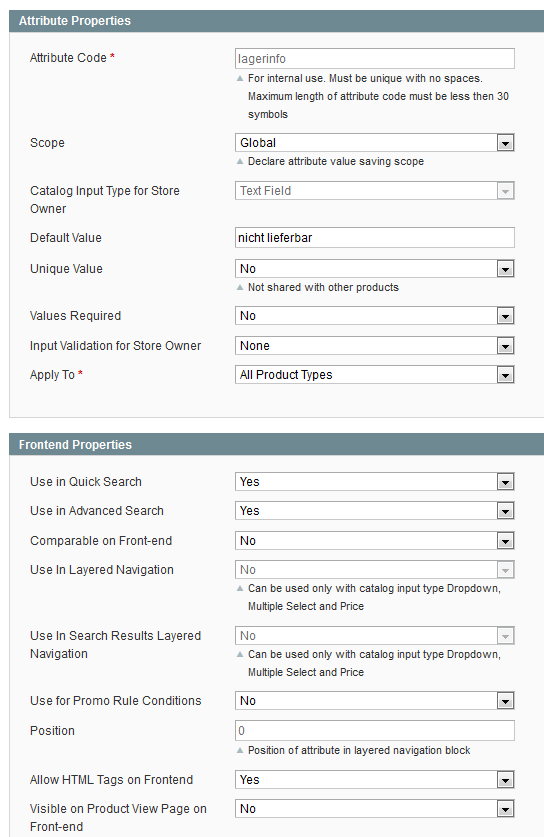 Attribute Properties
Attribute Code *
lagerinfo
For internal use. Must be unique with no spaces.
Maximum length of attribute code must be less then 30
symbols
Scope
Global
Declare attribute value saving scope
Catalog Input Type for Store
Owner
Text Field
Default Value
nicht lieferbar
Unique Value
No
Not shared with other products
Values Required
No
Input Validation for Store Owner
None
Apply To *
All Product Types
Frontend Properties
Use in Quick Search
Yes
Use in Advanced Search
Yes
Comparable on Front-end
No
Use In Layered Navigation
No
Can be used only with catalog input type Dropdown,
Multiple Select and Price
Use In Search Results Layered
Navigation
No
Can be used only with catalog input type Dropdown,
Multiple Select and Price
Use for Promo Rule Conditions
No
Position
0
Position of attribute in layered navigation block
Allow HTML Tags on Frontend
Yes
Visible on Product View Page on
Front-end
No